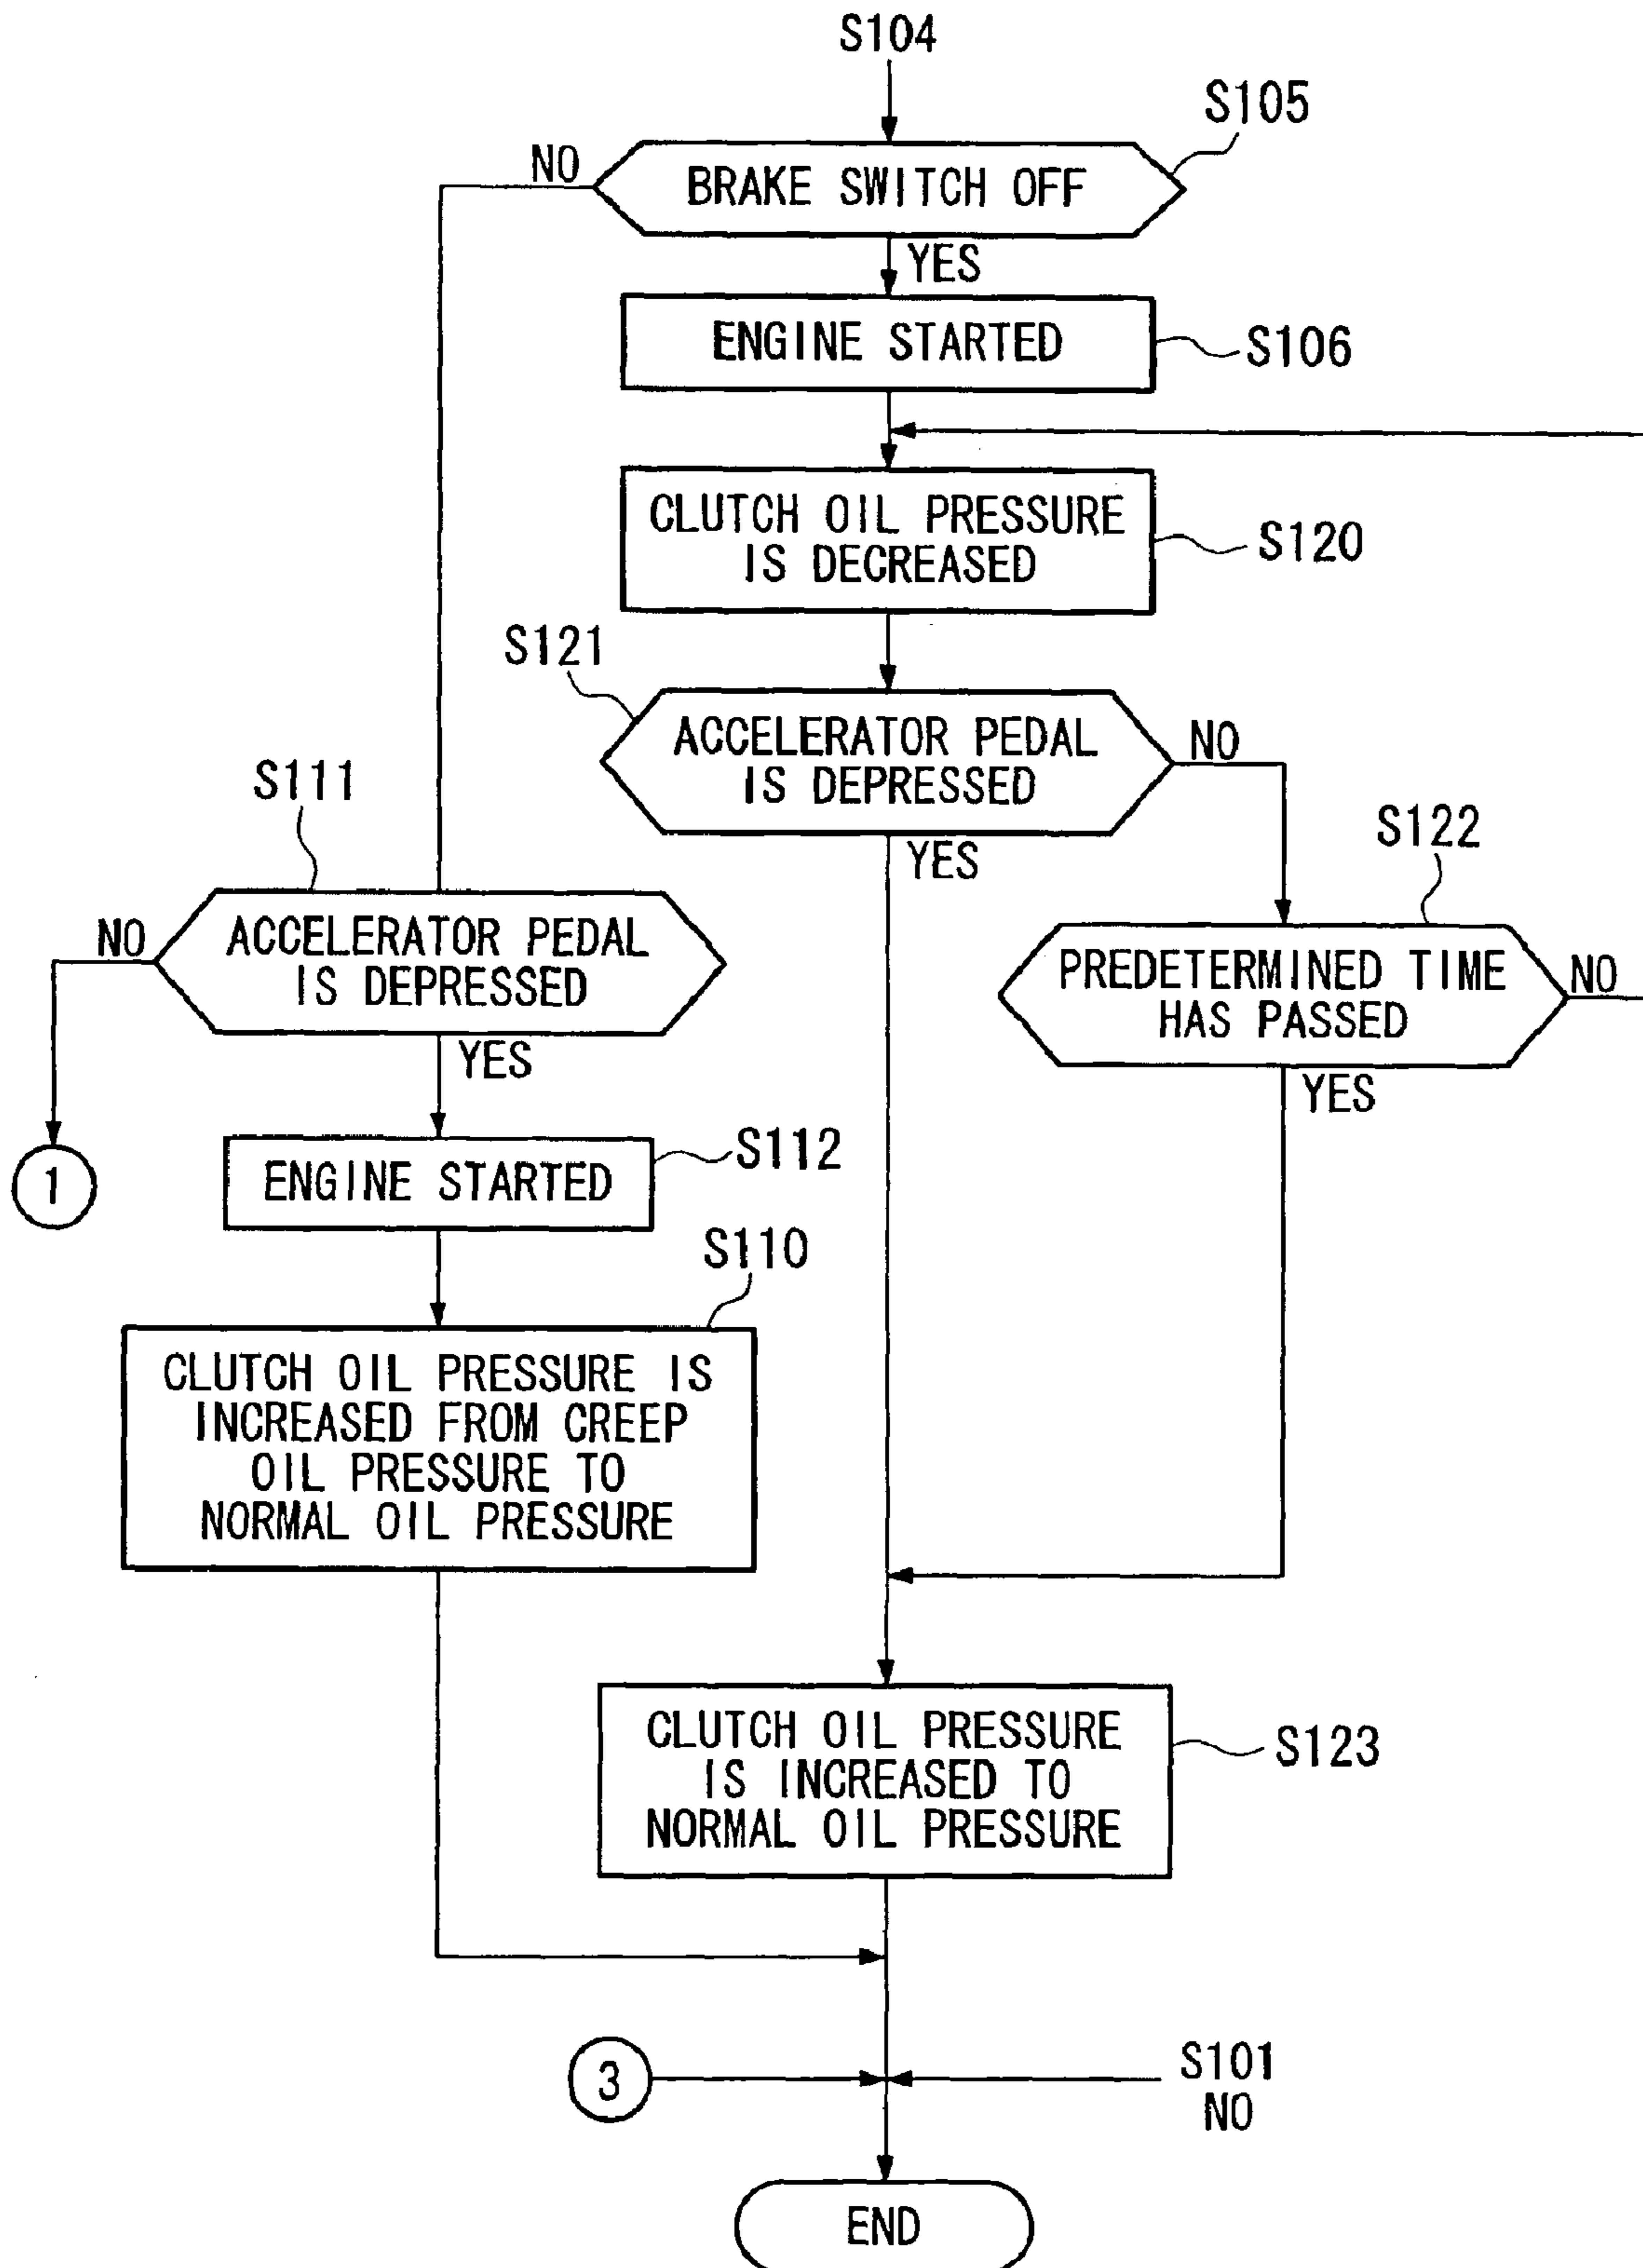 S104
S105
NO
BRAKE SWITCH OFF
YES
ENGINE STARTED
S106
CLUTCH OIL PRESSURE
IS DECREASED
S120
S121
ACCELERATOR PEDAL
IS DEPRESSED
NO
YES
S111
S122
NO
ACCELERATOR PEDAL
IS DEPRESSED
PREDETERMINED TIME
HAS PASSED
NO
YES
YES
1
ENGINE STARTED
S112
S110
CLUTCH OIL PRESSURE IS
INCREASED FROM CREEP
OIL PRESSURE TO
NORMAL OIL PRESSURE
CLUTCH OIL PRESSURE
IS INCREASED TO
NORMAL OIL PRESSURE
S123
3
S101
NO
END